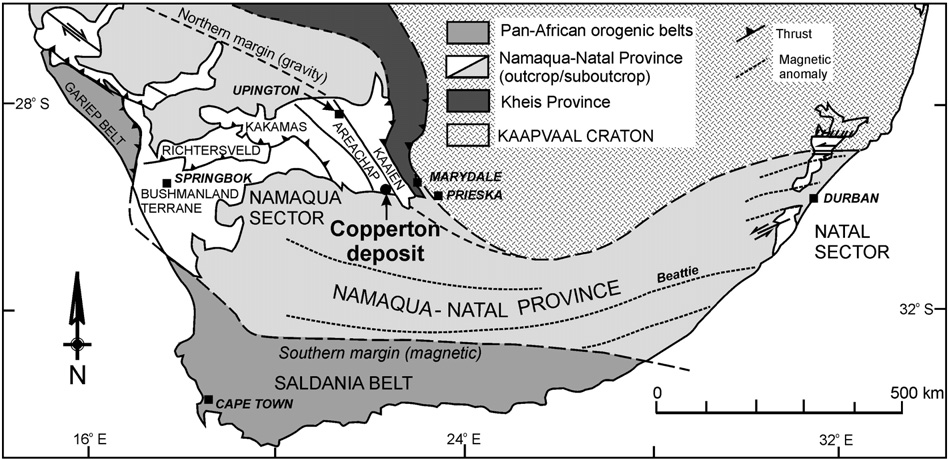 Northern margin (gravity)
Pan-African orogenic belts
Namaqua-Natal Province
(outcrop/suboutcrop)
Kheis Province
KAAPVAAL CRATON
Thrust
Magnetic
anomaly
28° S
GARIEP BELT
UPINGTON
KAKAMAS
AREACHAP
KAAIEN
RICHTERSVELD
SPRINGBOK
BUSHMANLAND
TERRANE
NAMAQUA
SECTOR
MARYDALE
PRIESKA
Copperton
deposit
DURBAN
NATAL
SECTOR
Beattie
NAMAQUA- NATAL PROVINCE
32° S
N
Southern margin (magnetic)
SALDANIA BELT
CAPE TOWN
0
500 km
16° E
24° E
32° E